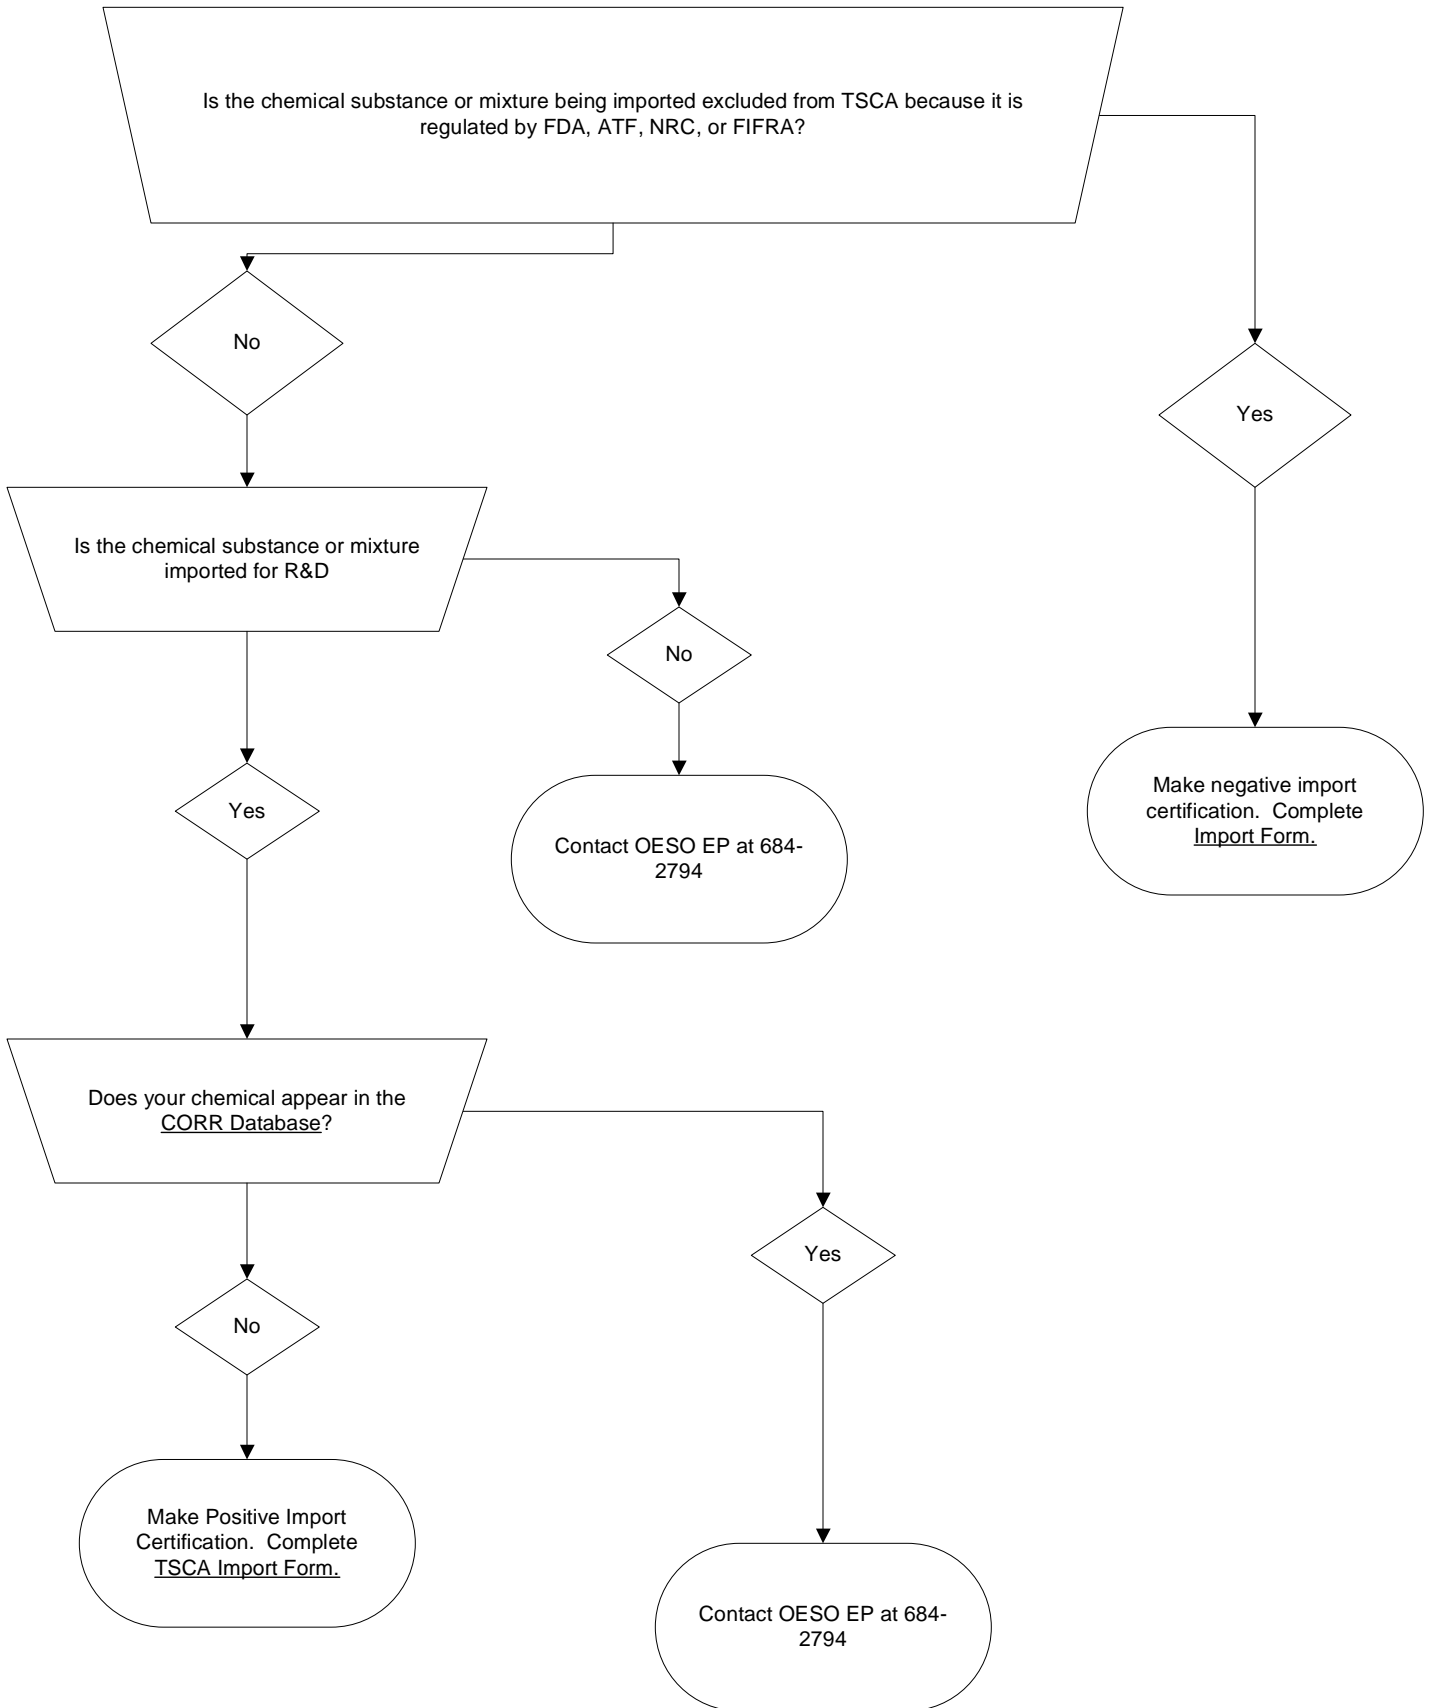 Is the chemical substance or mixture being imported excluded from TSCA because it is
regulated by FDA, ATF, NRC, or FIFRA?
No
Yes
Is the chemical substance or mixture
imported for R&D
No
Yes
Contact OESO EP at 684-
2794
Make negative import
certification.  Complete
Import Form.
Does your chemical appear in the
CORR Database?
Yes
No
Make Positive Import
Certification.  Complete
TSCA Import Form.
Contact OESO EP at 684-
2794